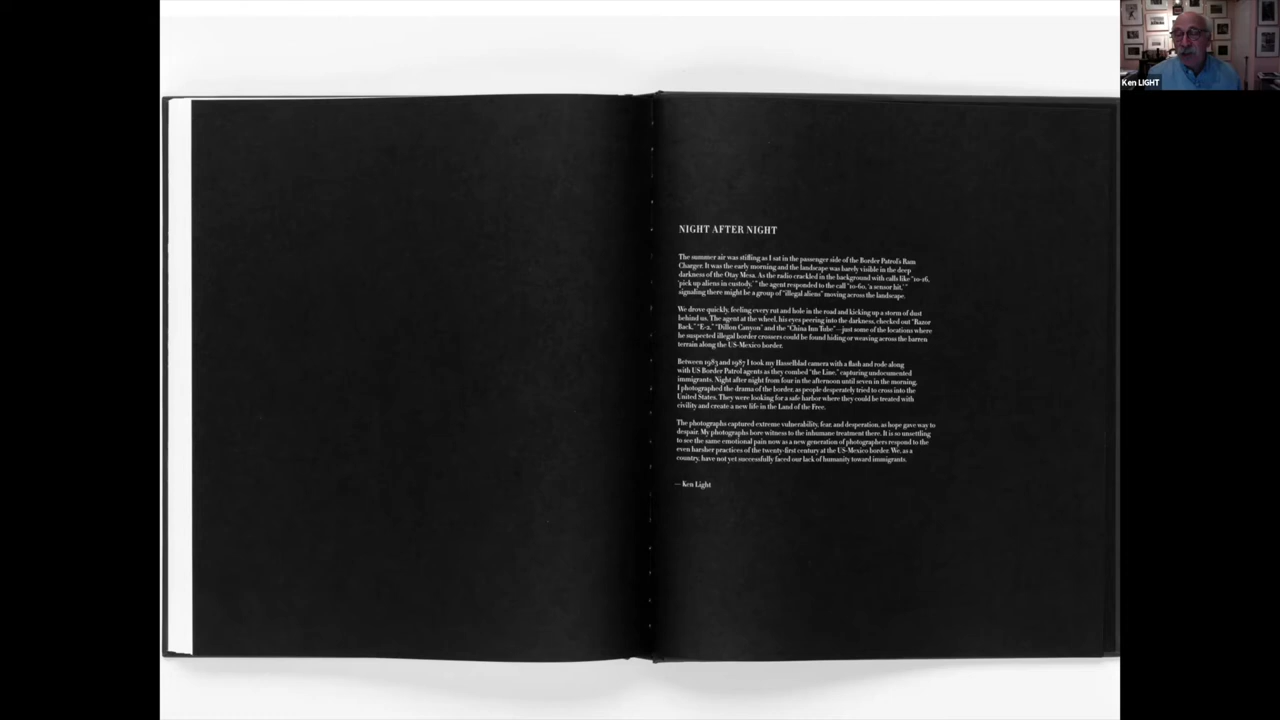 Ken LIGHT
NIGHT AFTER NIGHT
The summer air was stifling as I sat in the passenger side of the Border Patrol's Ram
Charger. It was the early morning and the landscape was barely visible in the deep
darkness of the Otay Mesa. As the radio crackled in the background with calls like “10-16,
‘pick up aliens in custody,’” the agent responded to the call “10-60, ‘a sensor hit,’”
signaling there might be a group of “illegal aliens” moving across the landscape.
We drove quickly, feeling every rut and hole in the road and kicking up a storm of dust
behind us. The agent at the wheel, his eyes peering into the darkness, checked out “Razor
Back,” “E-2,” “Dillon Canyon” and the “China Inn Tube”—just some of the locations where
he suspected illegal border crossers could be found hiding or weaving across the barren
terrain along the US-Mexico border.
Between 1983 and 1987 I took my Hasselblad camera with a flash and rode along
with US Border Patrol agents as they combed “the Line,” capturing undocumented
immigrants. Night after night from four in the afternoon until seven in the morning,
I photographed the drama of the border, as people desperately tried to cross into the
United States. They were looking for a safe harbor where they could be treated with
civility and create a new life in the Land of the Free.
The photographs captured extreme vulnerability, fear, and desperation, as hope gave way to
despair. My photographs bore witness to the inhumane treatment there. It is so unsettling
to see the same emotional pain now as a new generation of photographers respond to the
even harsher practices of the twenty-first century at the US-Mexico border. We, as a
country, have not yet successfully faced our lack of humanity toward immigrants.
— Ken Light